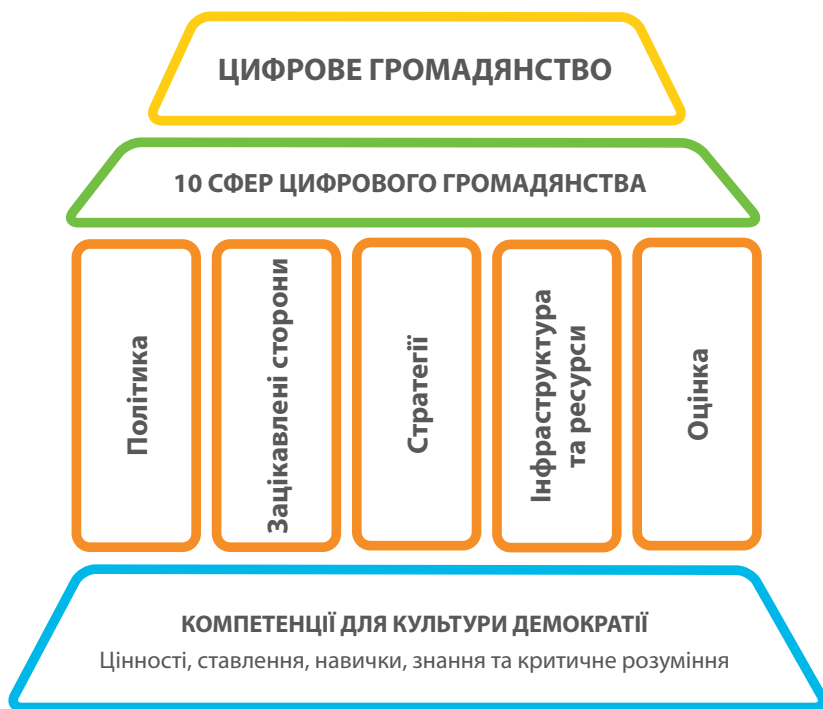 ЦИФРОВЕ ГРОМАДЯНСТВО
10 СФЕР ЦИФРОВОГО ГРОМАДЯНСТВА
Політика
Зацікавлені сторони
Стратегії
Інфраструктура
та ресурси
Оцінка
КОМПЕТЕНЦІЇ ДЛЯ КУЛЬТУРИ ДЕМОКРАТІЇ
Цінності, ставлення, навички, знання та критичне розуміння